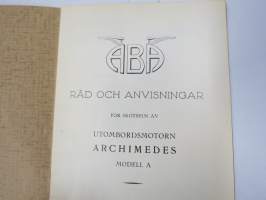 ABA
RÅD OCH ANVISNINGAR
FÖR SKÖTSELN AV
UTOMBORDSMOTORN
ARCHIMEDES
MODELL A